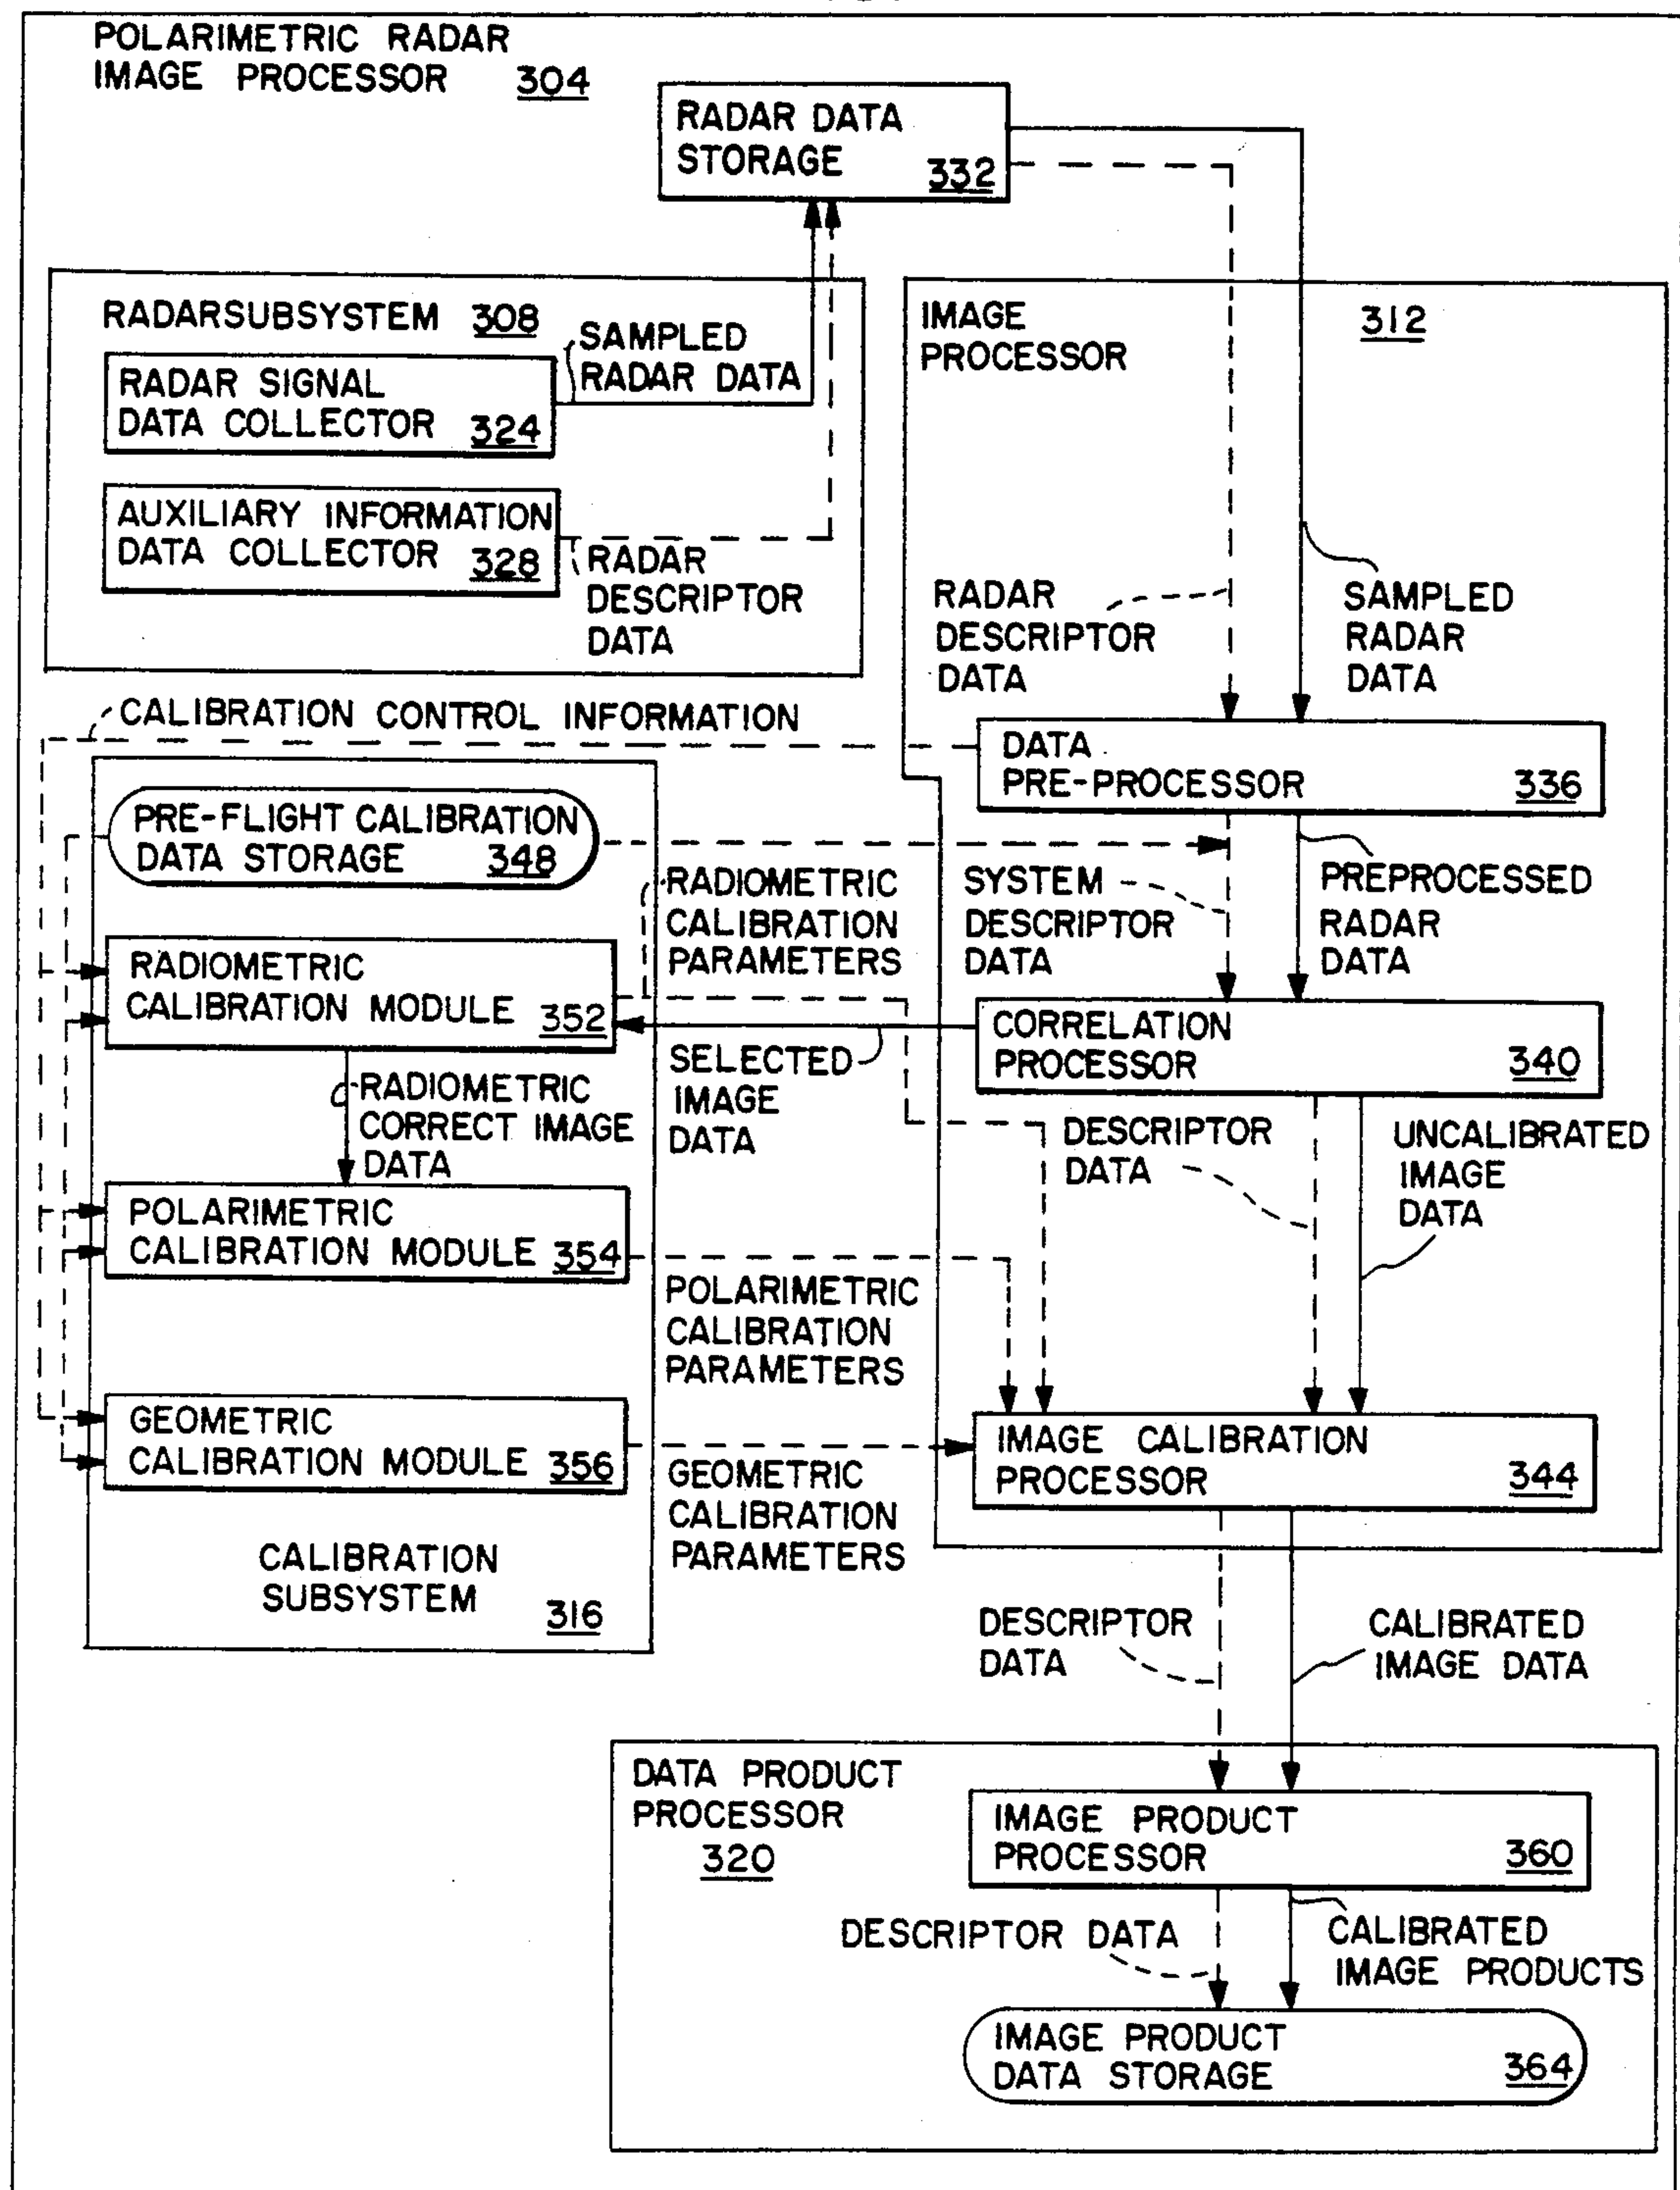 POLARIMETRIC RADAR
IMAGE PROCESSOR 304
RADAR DATA
STORAGE 332
RADARSUBSYSTEM 308
SAMPLED
RADAR DATA
RADAR SIGNAL
DATA COLLECTOR 324
AUXILIARY INFORMATION
DATA COLLECTOR 328
RADAR
DESCRIPTOR
DATA
IMAGE
PROCESSOR
312
RADAR
DESCRIPTOR
DATA
SAMPLED
RADAR
DATA
CALIBRATION CONTROL INFORMATION
DATA
PRE-PROCESSOR 336
PRE-FLIGHT CALIBRATION
DATA STORAGE 348
RADIOMETRIC
CALIBRATION
PARAMETERS
SYSTEM
DESCRIPTOR
DATA
PREPROCESSED
RADAR
DATA
RADIOMETRIC
CALIBRATION MODULE 352
CORRELATION
PROCESSOR 340
SELECTED
IMAGE
DATA
RADIOMETRIC
CORRECT IMAGE
DATA
DESCRIPTOR
DATA
UNCALIBRATED
IMAGE
DATA
POLARIMETRIC
CALIBRATION MODULE 354
POLARIMETRIC
CALIBRATION
PARAMETERS
GEOMETRIC
CALIBRATION MODULE 356
IMAGE CALIBRATION
PROCESSOR 344
GEOMETRIC
CALIBRATION
PARAMETERS
CALIBRATION
SUBSYSTEM 316
DESCRIPTOR
DATA
CALIBRATED
IMAGE DATA
DATA PRODUCT
PROCESSOR
320
IMAGE PRODUCT
PROCESSOR 360
DESCRIPTOR DATA
CALIBRATED
IMAGE PRODUCTS
IMAGE PRODUCT
DATA STORAGE 364